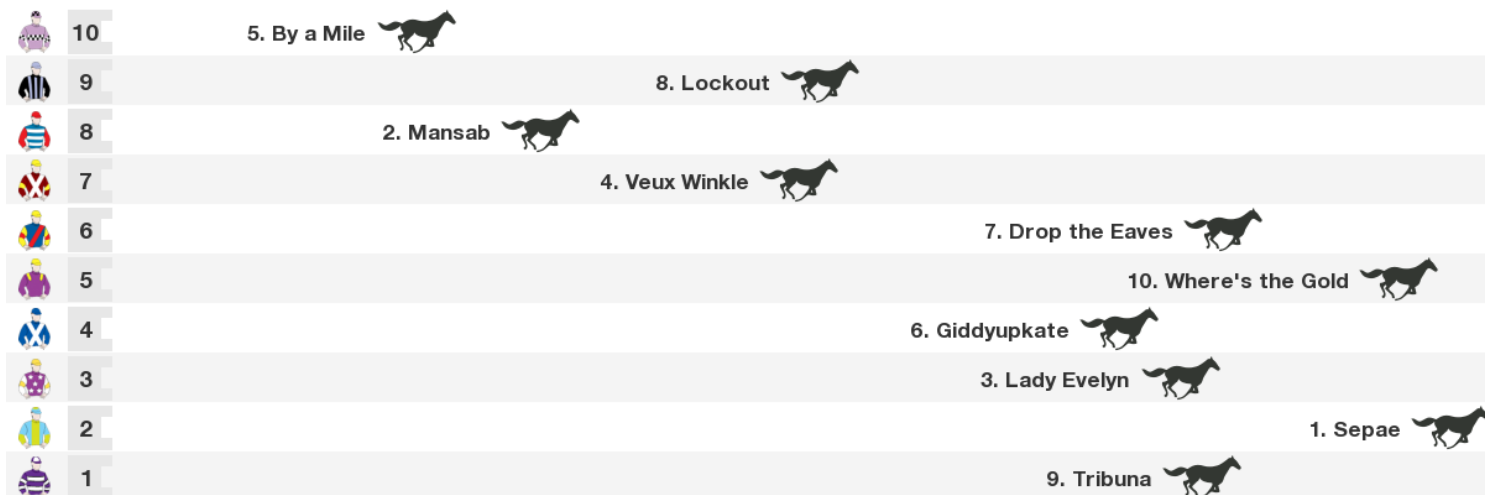 10 5. By a Mile
9 8. Lockout
8 2. Mansab
7 4. Veux Winkle
6 7. Drop the Eaves
5 10. Where's the Gold
4 6. Giddyupkate
3 3. Lady Evelyn
2 1. Sepae
1 9. Tribuna